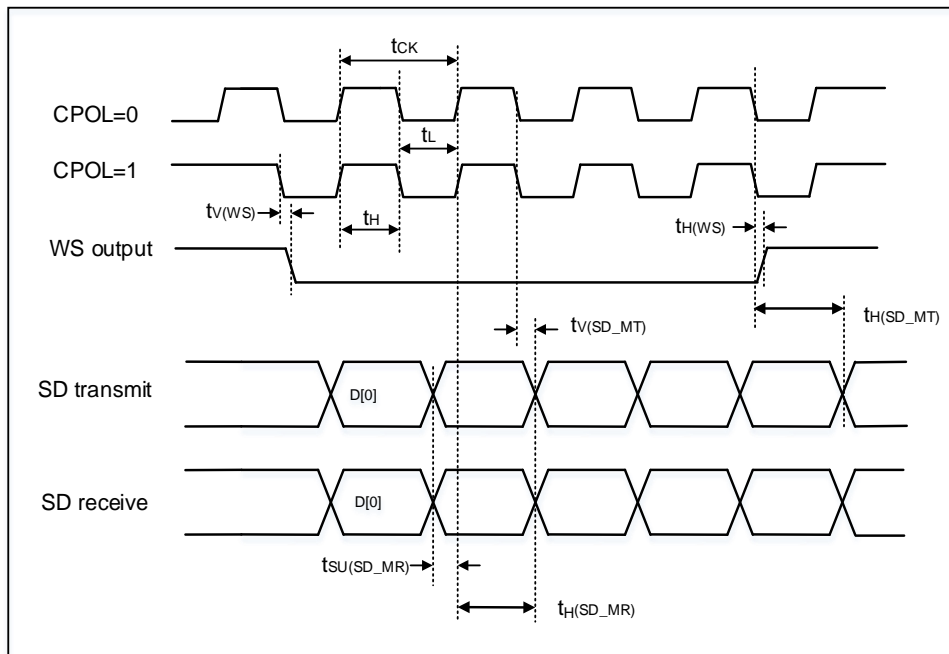 tCK
CPOL=0
tL
CPOL=1
tV(WS)
tH
tH(WS)
WS output
tV(SD_MT)
tH(SD_MT)
SD transmit
D[0]
SD receive
D[0]
tSU(SD_MR)
tH(SD_MR)